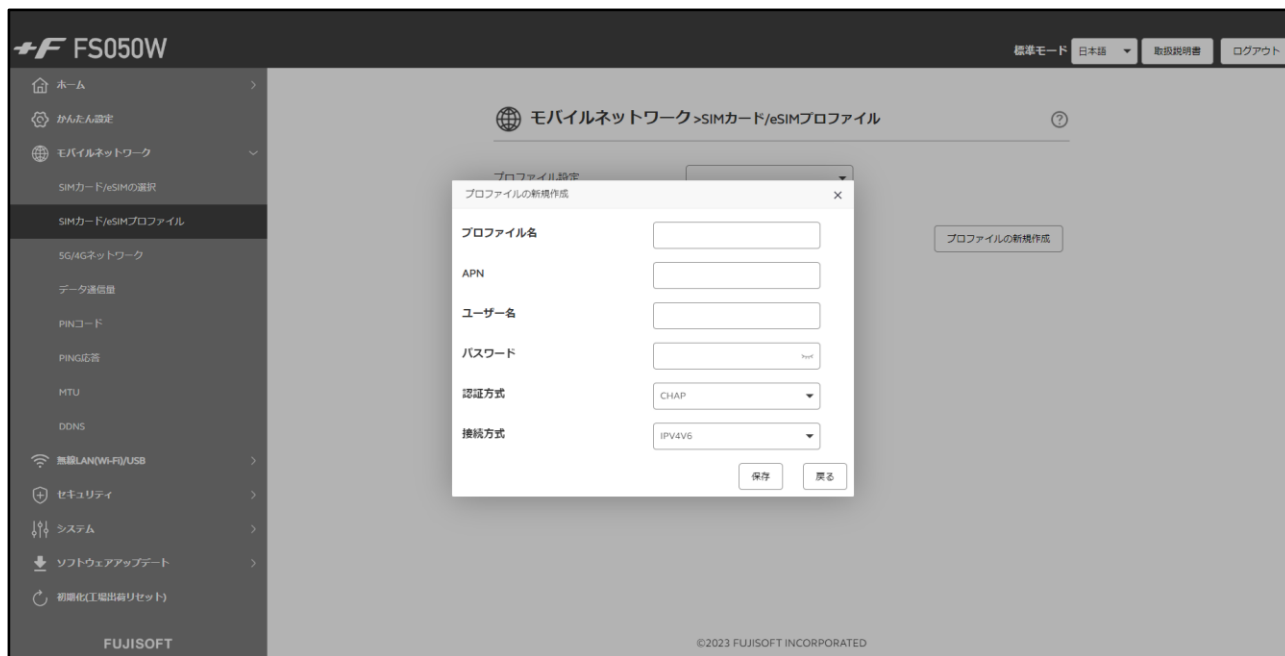 +F FS050W
標準モード 日本語 取扱説明書 ログアウト
ホーム
かんたん設定
モバイルネットワーク
SIMカード/eSIMの選択
SIMカード/eSIMプロファイル
5G/4Gネットワーク
データ通信量
PINコード
PING応答
MTU
DDNS
無線LAN(Wi-Fi)/USB
セキュリティ
システム
ソフトウェアアップデート
初期化(工場出荷リセット)
FUJISOFT
モバイルネットワーク>SIMカード/eSIMプロファイル
プロファイル設定
プロファイルの新規作成
プロファイルの新規作成
プロファイル名
APN
ユーザー名
パスワード
認証方式 CHAP
接続方式 IPV4V6
保存 戻る
©2023 FUJISOFT INCORPORATED